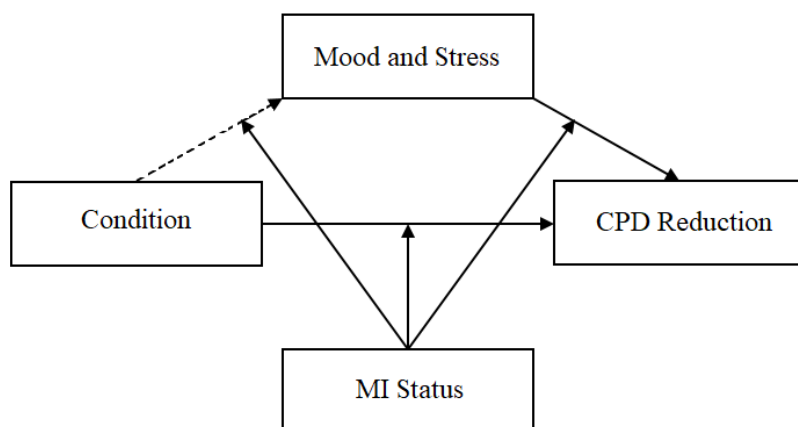 Mood and Stress
Condition
CPD Reduction
MI Status